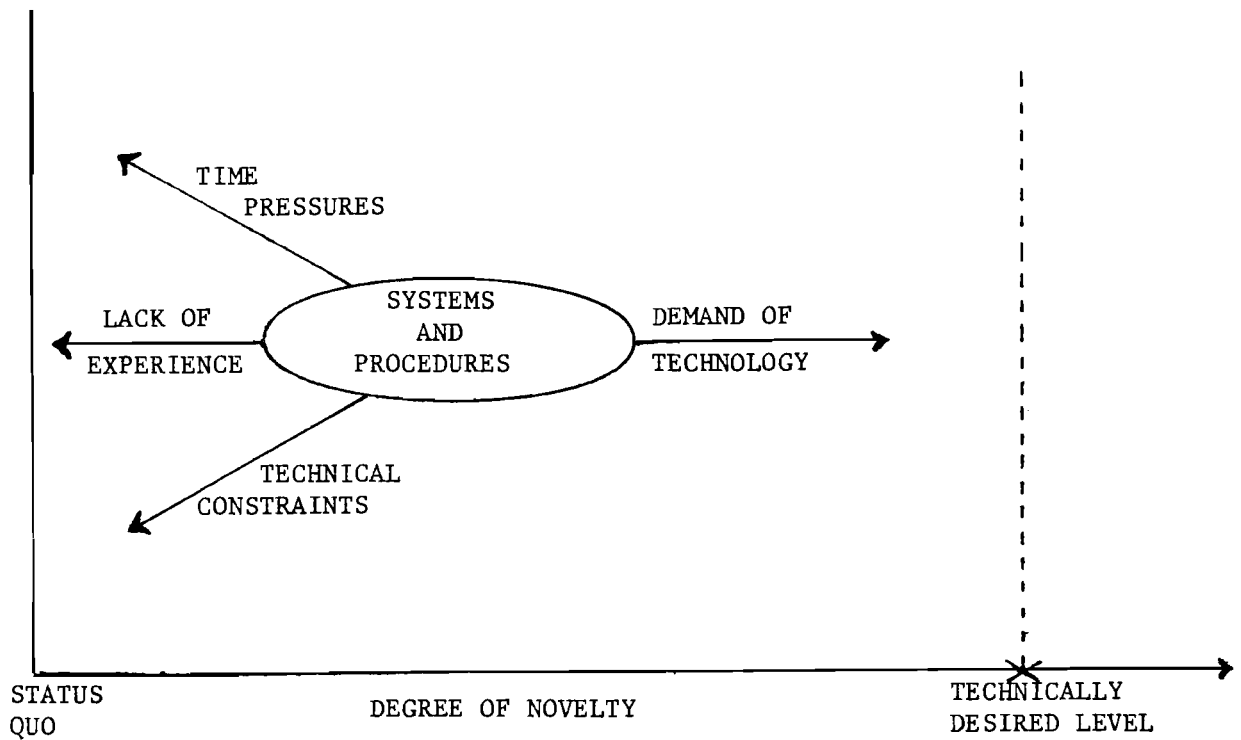 TIME
PRESSURES
SYSTEMS
AND
PROCEDURES
LACK OF
EXPERIENCE
DEMAND OF
TECHNOLOGY
TECHNICAL
CONSTRAINTS
STATUS
QUO
DEGREE OF NOVELTY
TECHNICALLY
DESIRED LEVEL